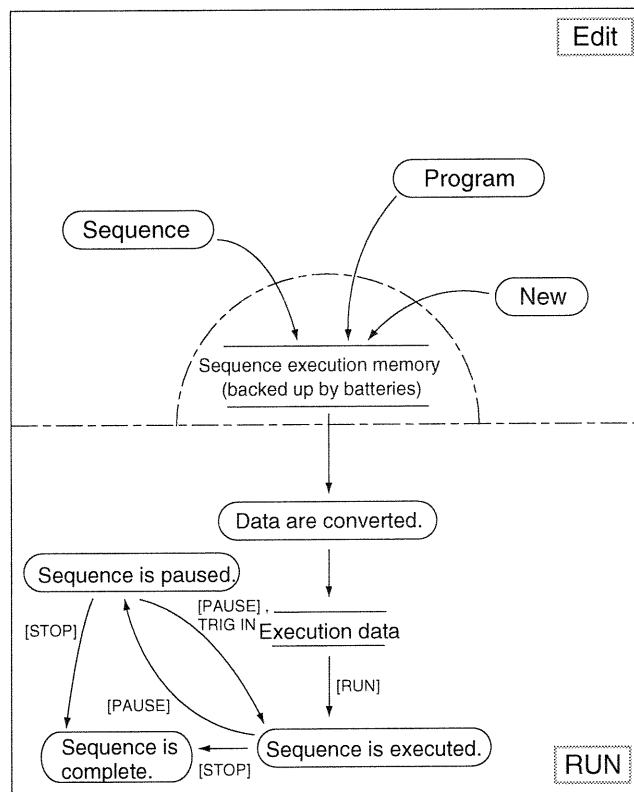 Edit
Program
Sequence
New
Sequence execution memory
(backed up by batteries)
Data are converted.
Sequence is paused.
[PAUSE] ,
TRIG IN
Execution data
[STOP]
[RUN]
[PAUSE]
Sequence is
complete.
[STOP]
Sequence is executed.
RUN